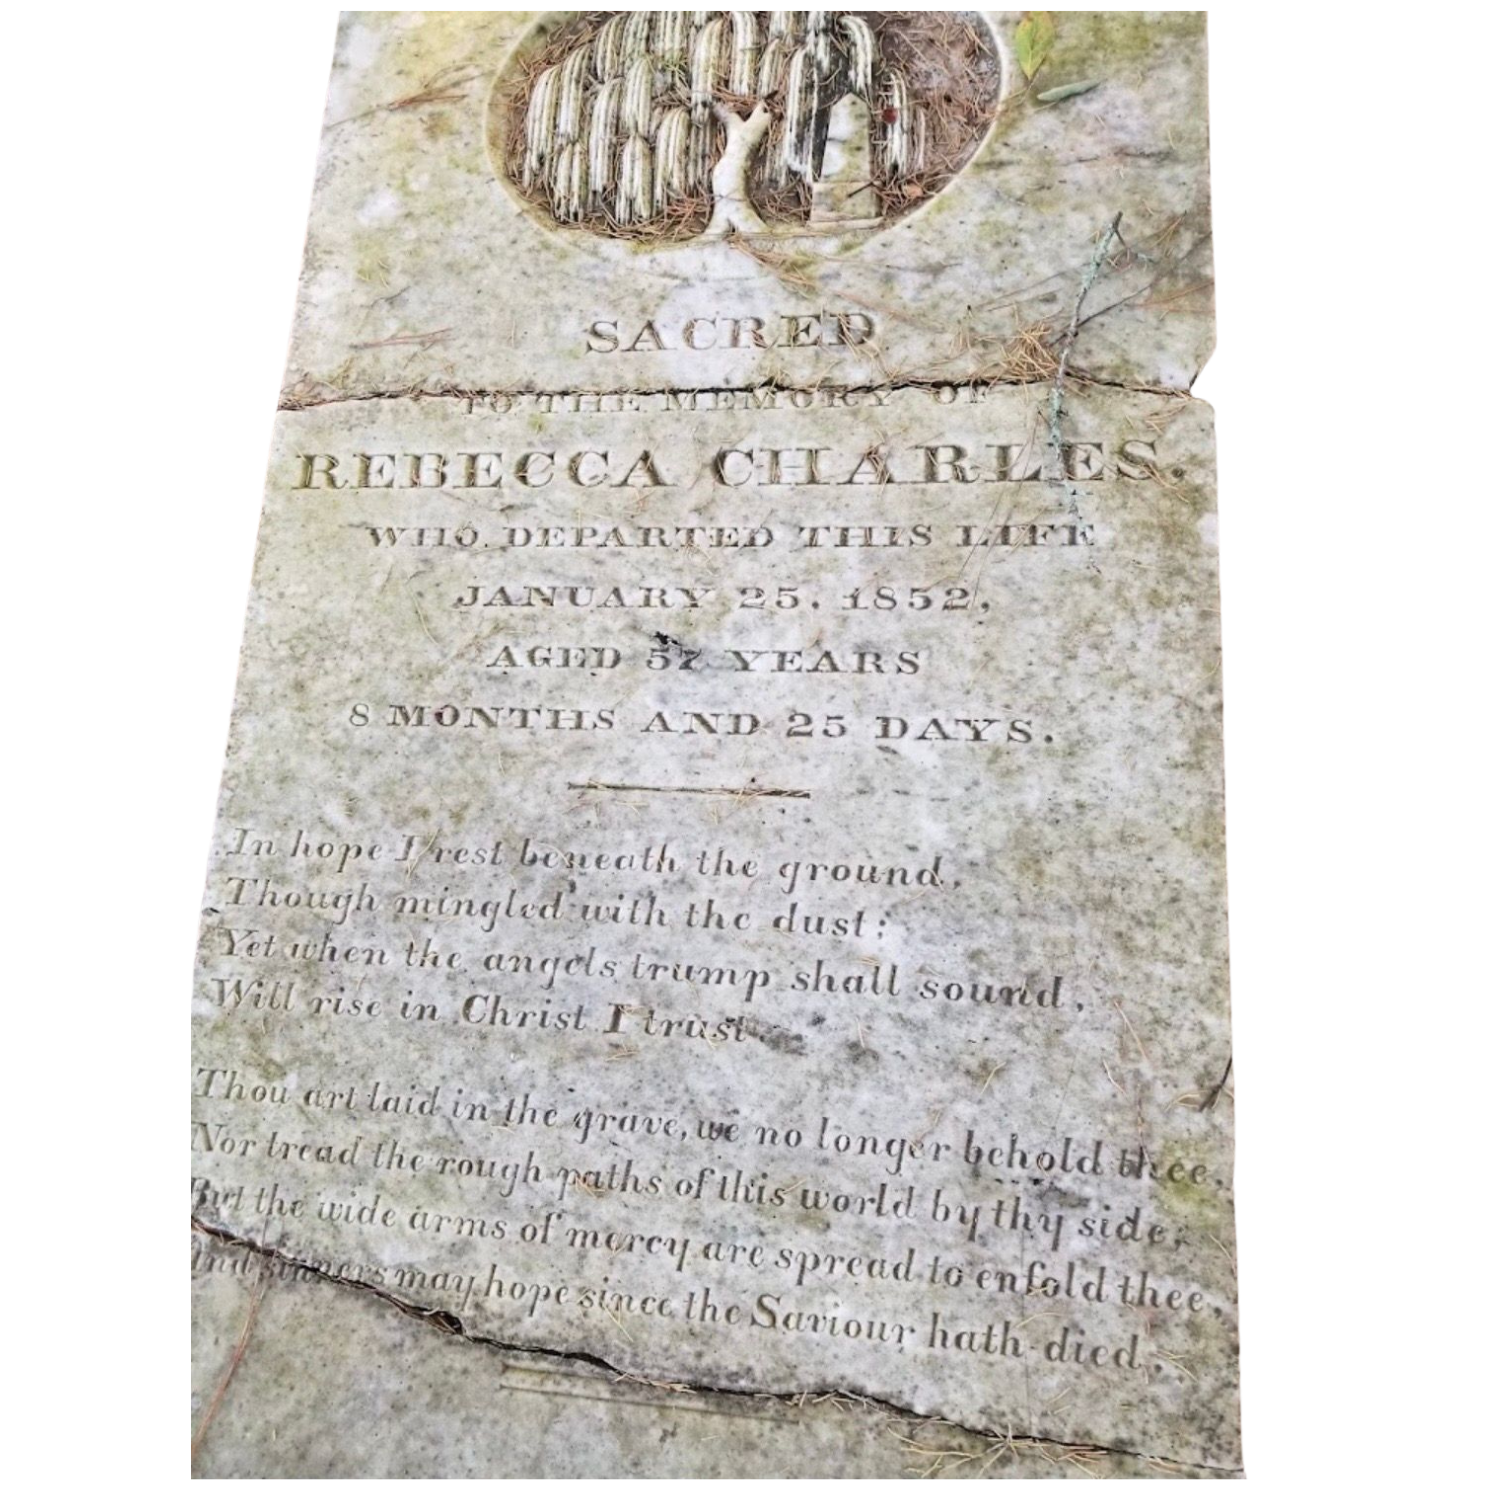 SACRED
TO THE MEMORY OF
REBECCA CHARLES.
WHO DEPARTED THIS LIFE
JANUARY 25. 1852,
AGED 57 YEARS
8 MONTHS AND 25 DAYS.
In hope I rest beneath the ground,
Though mingled with the dust;
Yet when the angels trump shall sound,
Will rise in Christ I trust.
Thou art laid in the grave, we no longer behold thee,
Nor tread the rough paths of this world by thy side,
But the wide arms of mercy are spread to enfold thee,
And sinners may hope since the Saviour hath died.